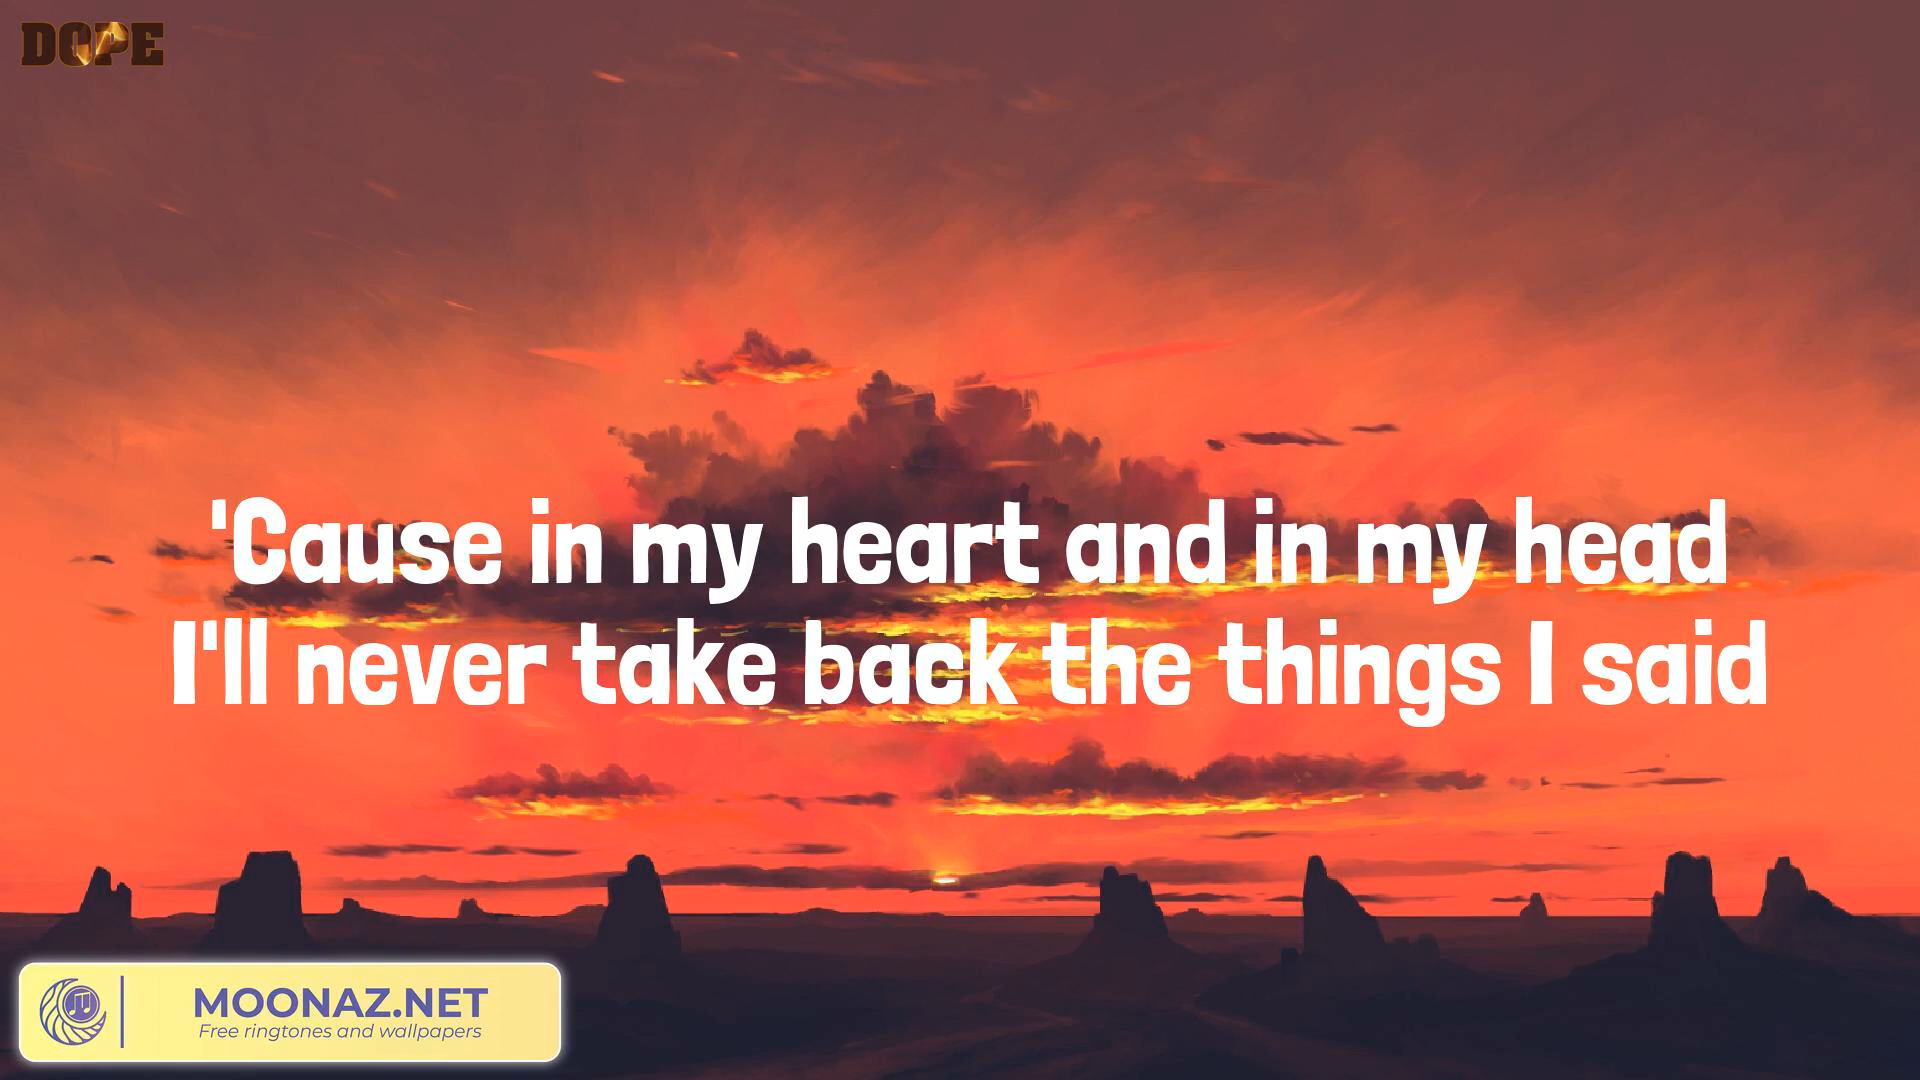 DOPE
'Cause in my heart and in my head
I'll never take back the things I said
MOONAZ.NET
Free ringtones and wallpapers